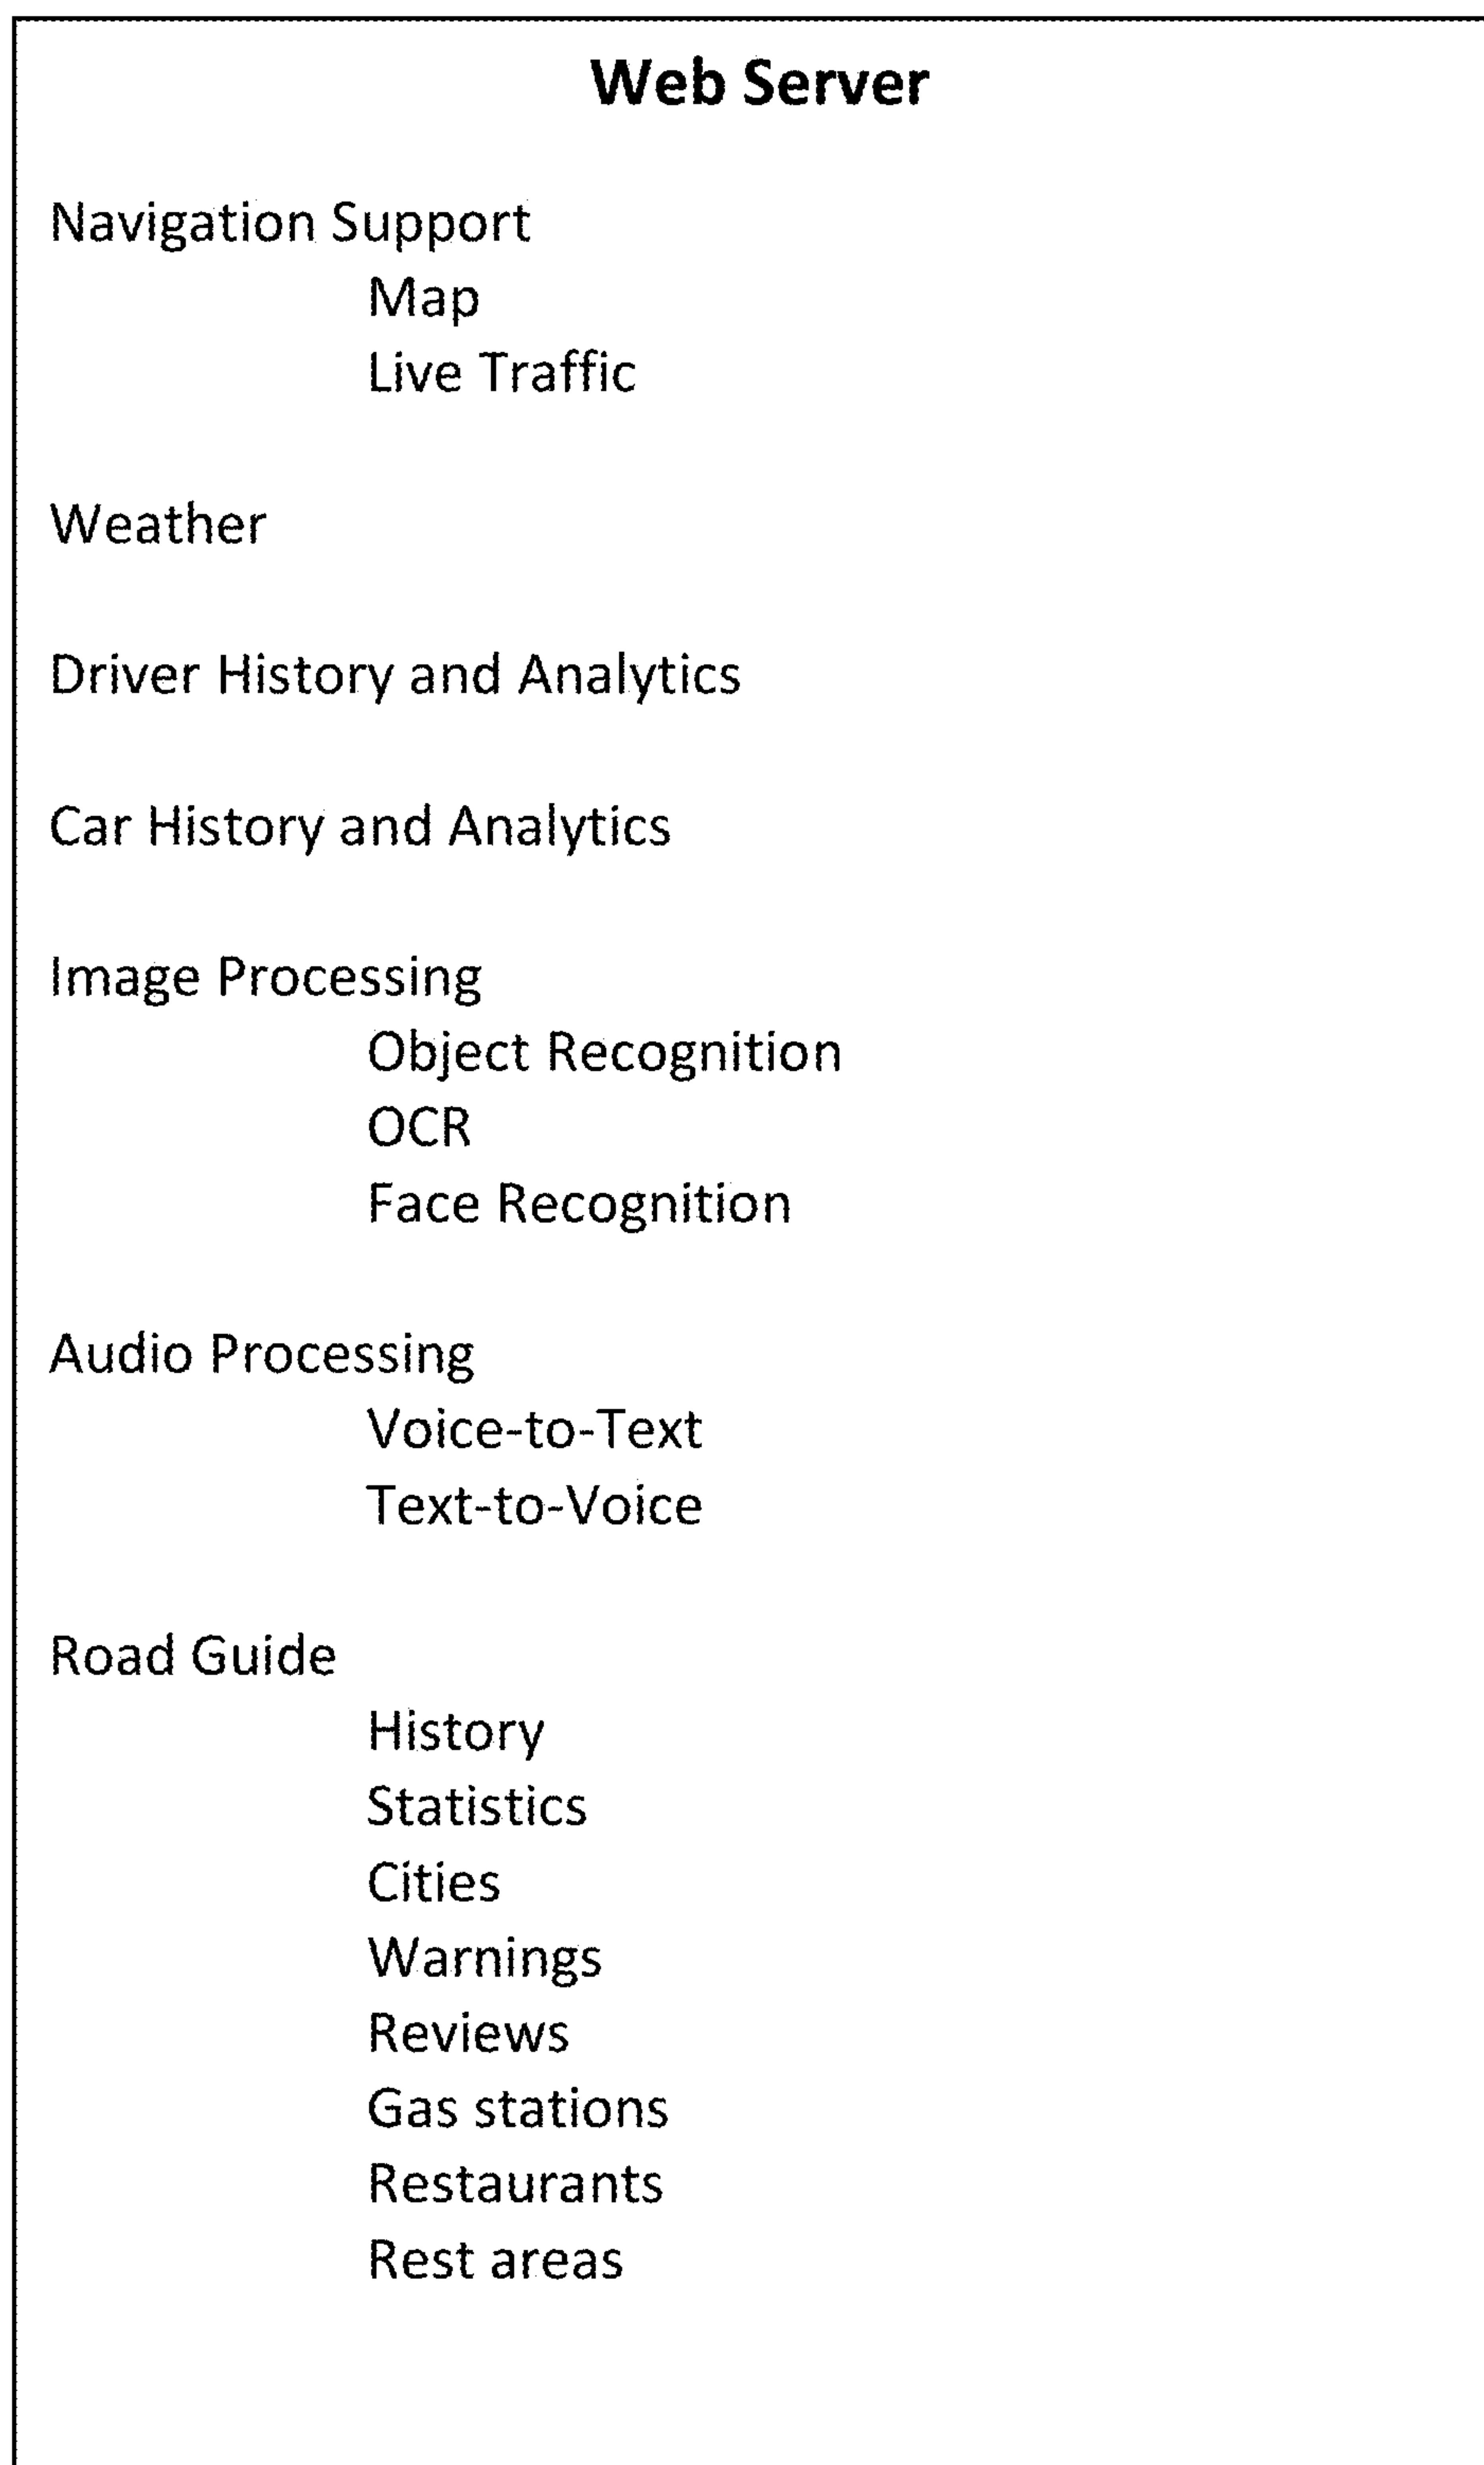 Web Server
Navigation Support
Map
Live Traffic
Weather
Driver History and Analytics
Car History and Analytics
Image Processing
Object Recognition
OCR
Face Recognition
Audio Processing
Voice-to-Text
Text-to-Voice
Road Guide
History
Statistics
Cities
Warnings
Reviews
Gas stations
Restaurants
Rest areas